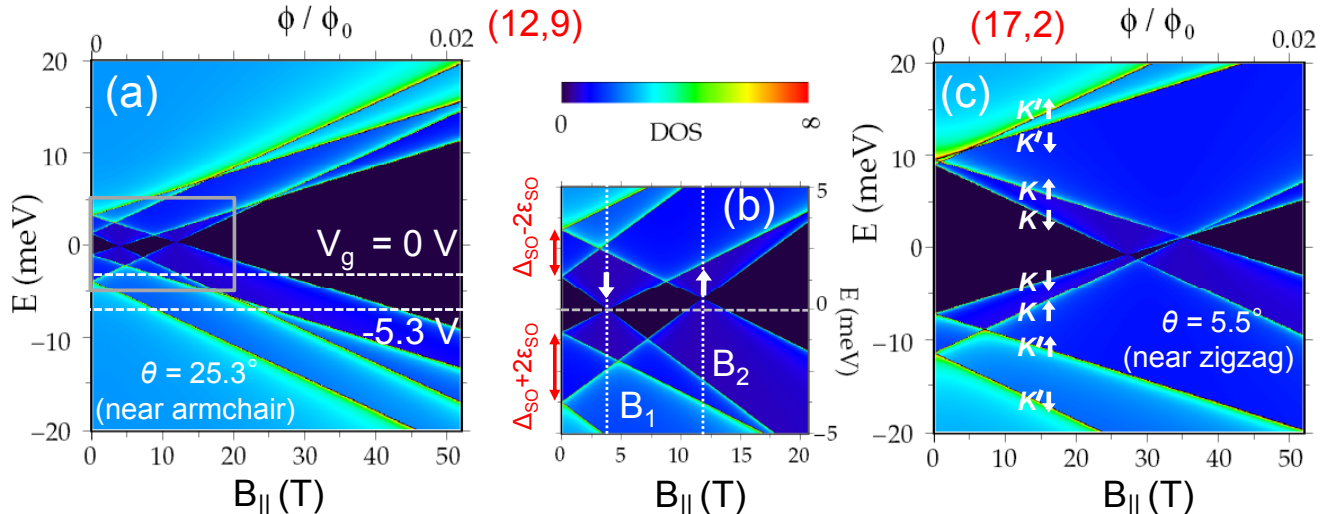 ϕ / ϕ₀
0
0.02
(a)
E (meV)
20
10
0
−10
−20
V_g = 0 V
-5.3 V
θ = 25.3°
(near armchair)
0 10 20 30 40 50
B_|| (T)
(12,9)
0
DOS
∞
(b)
Δ_SO-2ε_SO
Δ_SO+2ε_SO
B₁
B₂
5
0
−5
E (meV)
0 5 10 15 20
B_|| (T)
(17,2)
ϕ / ϕ₀
0
0.02
(c)
E (meV)
20
10
0
−10
−20
K′↑
K′↓
K↑
K↓
K↓
K↑
K′↑
K′↓
θ = 5.5°
(near zigzag)
0 10 20 30 40 50
B_|| (T)